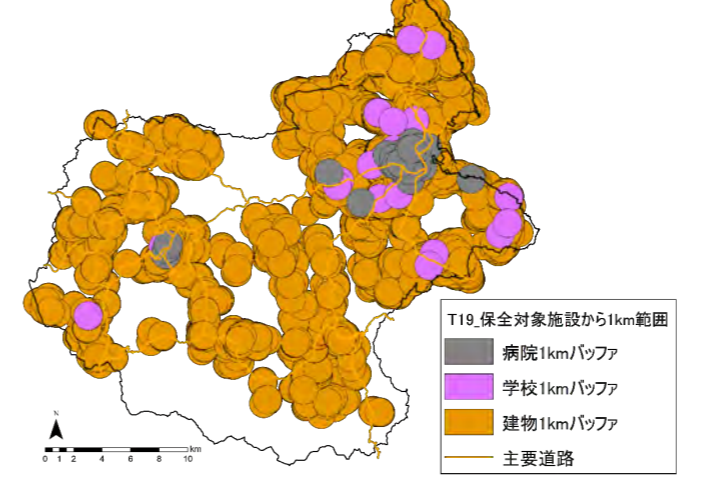 T19_保全対象施設から1km範囲
病院1kmバッファ
学校1kmバッファ
建物1kmバッファ
主要道路
N
km
0 1 2 4 6 8 10